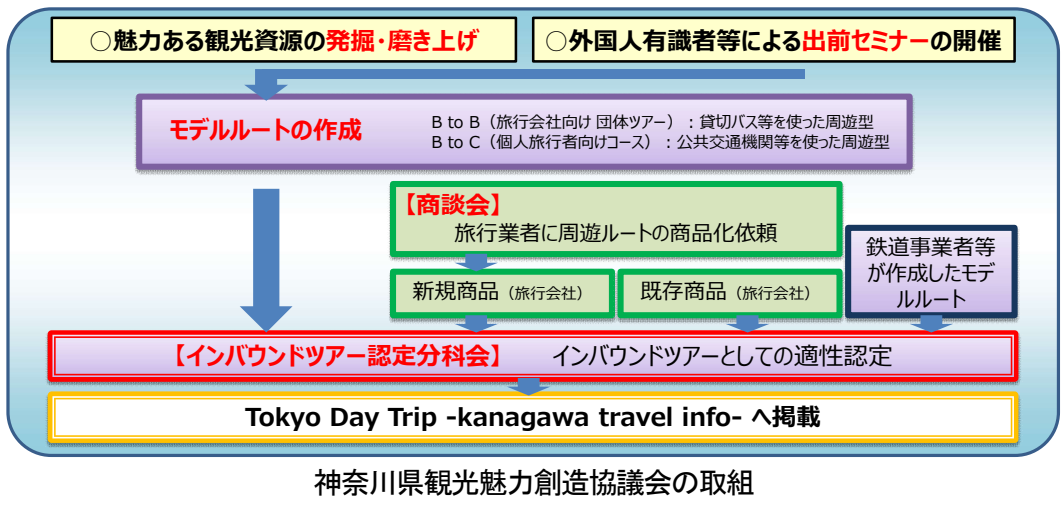 ○魅力ある観光資源の発掘・磨き上げ
○外国人有識者等による出前セミナーの開催
モデルルートの作成
B to B（旅行会社向け 団体ツアー）：貸切バス等を使った周遊型
B to C（個人旅行者向けコース）：公共交通機関等を使った周遊型
【商談会】
旅行業者に周遊ルートの商品化依頼
新規商品（旅行会社）
既存商品（旅行会社）
鉄道事業者等
が作成したモデ
ルルート
【インバウンドツアー認定分科会】 インバウンドツアーとしての適性認定
Tokyo Day Trip -kanagawa travel info- へ掲載
神奈川県観光魅力創造協議会の取組